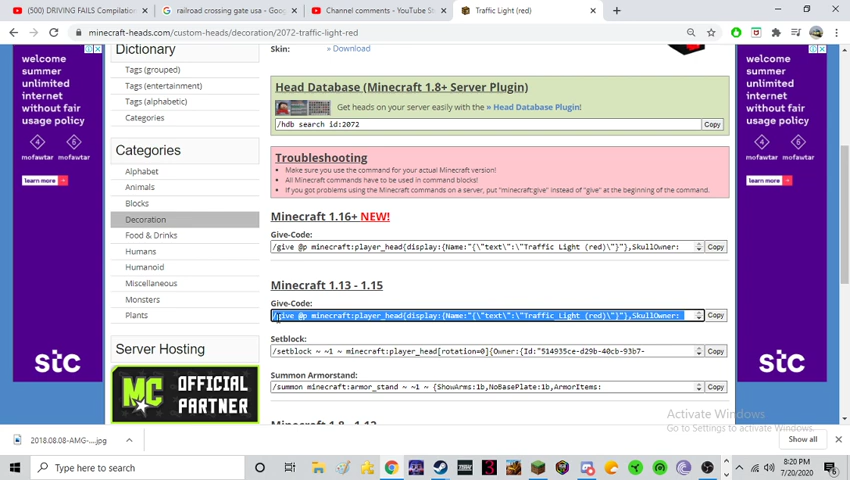 (500) DRIVING FAILS Compilation
railroad crossing gate usa - Goo
Channel comments - YouTube St
Traffic Light (red)
minecraft-heads.com/custom-heads/decoration/2072-traffic-light-red
Dictionary
Tags (grouped)
Tags (entertainment)
Tags (alphabetic)
Categories
Categories
Alphabet
Animals
Blocks
Decoration
Food & Drinks
Humans
Humanoid
Miscellaneous
Monsters
Plants
Server Hosting
MC OFFICIAL
PARTNER
welcome
summer
unlimited
internet
without fair
usage policy
mofawtar
mofawtar
learn more
stc
Skin:
» Download
Head Database (Minecraft 1.8+ Server Plugin)
Get heads on your server easily with the » Head Database Plugin!
/hdb search id:2072
Copy
Troubleshooting
Make sure you use the command for your actual Minecraft version!
All Minecraft commands have to be used in command blocks!
If you got problems using the Minecraft commands on a server, put "minecraft:give" instead of "give" at the beginning of the command.
Minecraft 1.16+ NEW!
Give-Code:
/give @p minecraft:player_head{display:{Name:"{\"text\":\"Traffic Light (red)\"}"},SkullOwner:
Copy
Minecraft 1.13 - 1.15
Give-Code:
/give @p minecraft:player_head{display:{Name:"{\"text\":\"Traffic Light (red)\"}"},SkullOwner:
Copy
Setblock:
/setblock ~ ~1 ~ minecraft:player_head[rotation=0]{Owner:{Id:"514935ce-d29b-40cb-93b7-
Copy
Summon Armorstand:
/summon minecraft:armor_stand ~ ~1 ~ {ShowArms:1b,NoBasePlate:1b,ArmorItems:
Copy
Minecraft 1.8 - 1.12
welcome
summer
unlimited
internet
without fair
usage policy
mofawtar
mofawtar
learn more
stc
Activate Windows
Go to Settings to activate Windows.
2018.08.08-AMG-....jpg
Show all
Type here to search
8:20 PM
7/20/2020